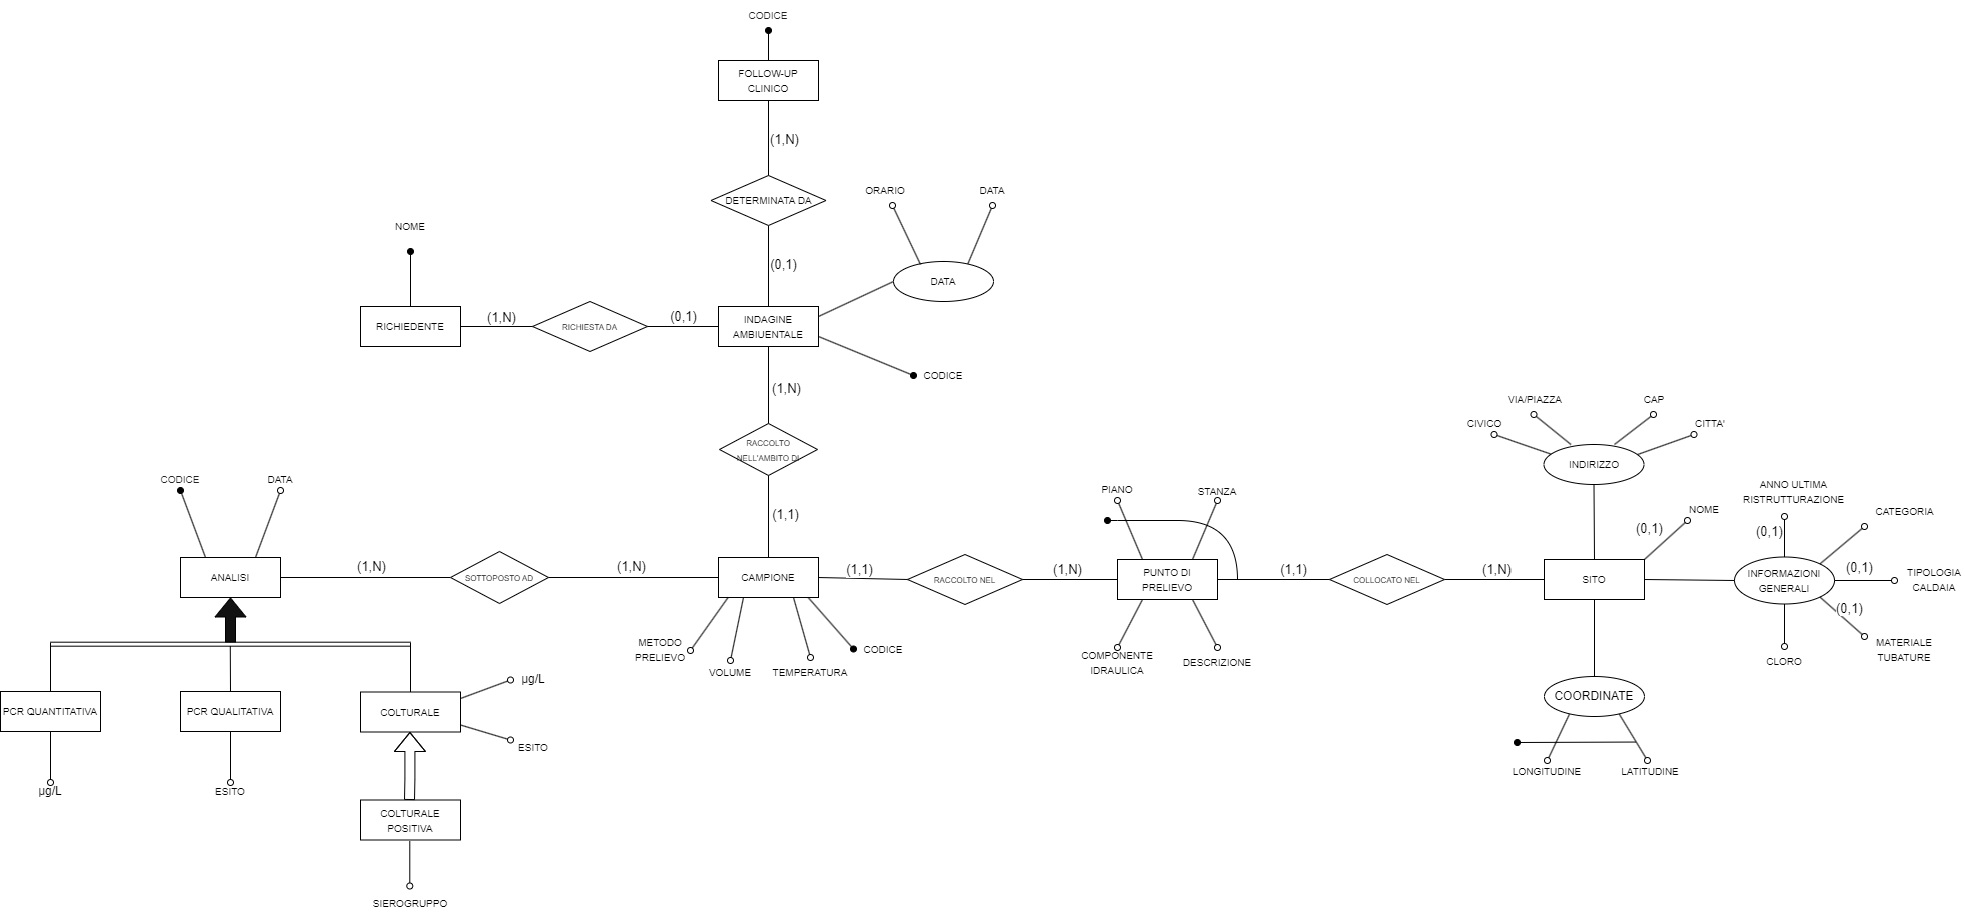 CODICE
FOLLOW-UP
CLINICO
(1,N)
DETERMINATA DA
ORARIO
DATA
NOME
(0,1)
DATA
RICHIEDENTE
(1,N)
RICHIESTA DA
(0,1)
INDAGINE
AMBIUENTALE
CODICE
(1,N)
RACCOLTO
NELL'AMBITO DI
(1,1)
VIA/PIAZZA
CAP
CIVICO
CITTA'
INDIRIZZO
CODICE
DATA
PIANO
STANZA
ANNO ULTIMA
RISTRUTTURAZIONE
NOME
(0,1)
(0,1)
CATEGORIA
ANALISI
(1,N)
SOTTOPOSTO AD
(1,N)
CAMPIONE
(1,1)
RACCOLTO NEL
(1,N)
PUNTO DI
PRELIEVO
(1,1)
COLLOCATO NEL
(1,N)
SITO
INFORMAZIONI
GENERALI
(0,1)
TIPOLOGIA
CALDAIA
(0,1)
METODO
PRELIEVO
VOLUME
TEMPERATURA
CODICE
COMPONENTE
IDRAULICA
DESCRIZIONE
CLORO
MATERIALE
TUBATURE
PCR QUANTITATIVA
PCR QUALITATIVA
COLTURALE
µg/L
ESITO
COORDINATE
LONGITUDINE
LATITUDINE
µg/L
ESITO
COLTURALE
POSITIVA
SIEROGRUPPO